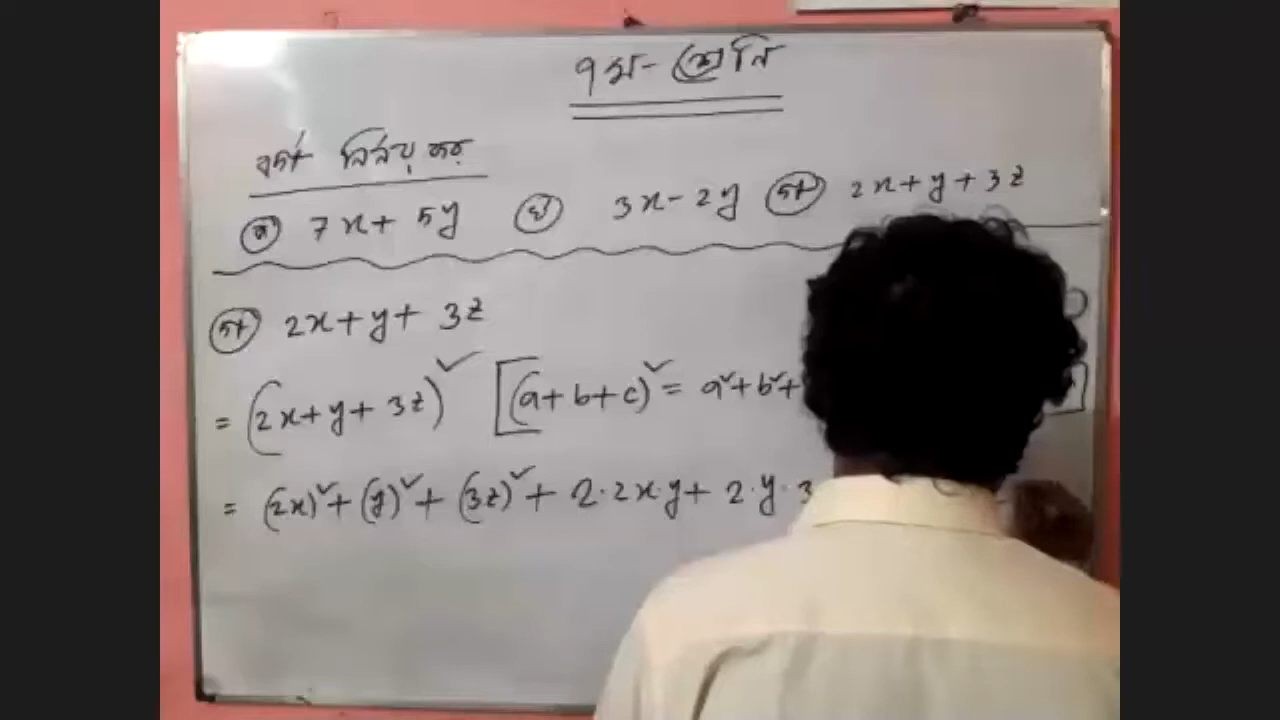 ৭ম- শ্রেনি
বর্গ নির্নয় কর
(ক) 7x + 5y (খ) 3x - 2y (গ) 2x + y + 3z
(গ) 2x + y + 3z
= (2x + y + 3z)² [(a + b + c)² = a² + b² +
= (2x)² + (y)² + (3z)² + 2·2x·y + 2·y·3